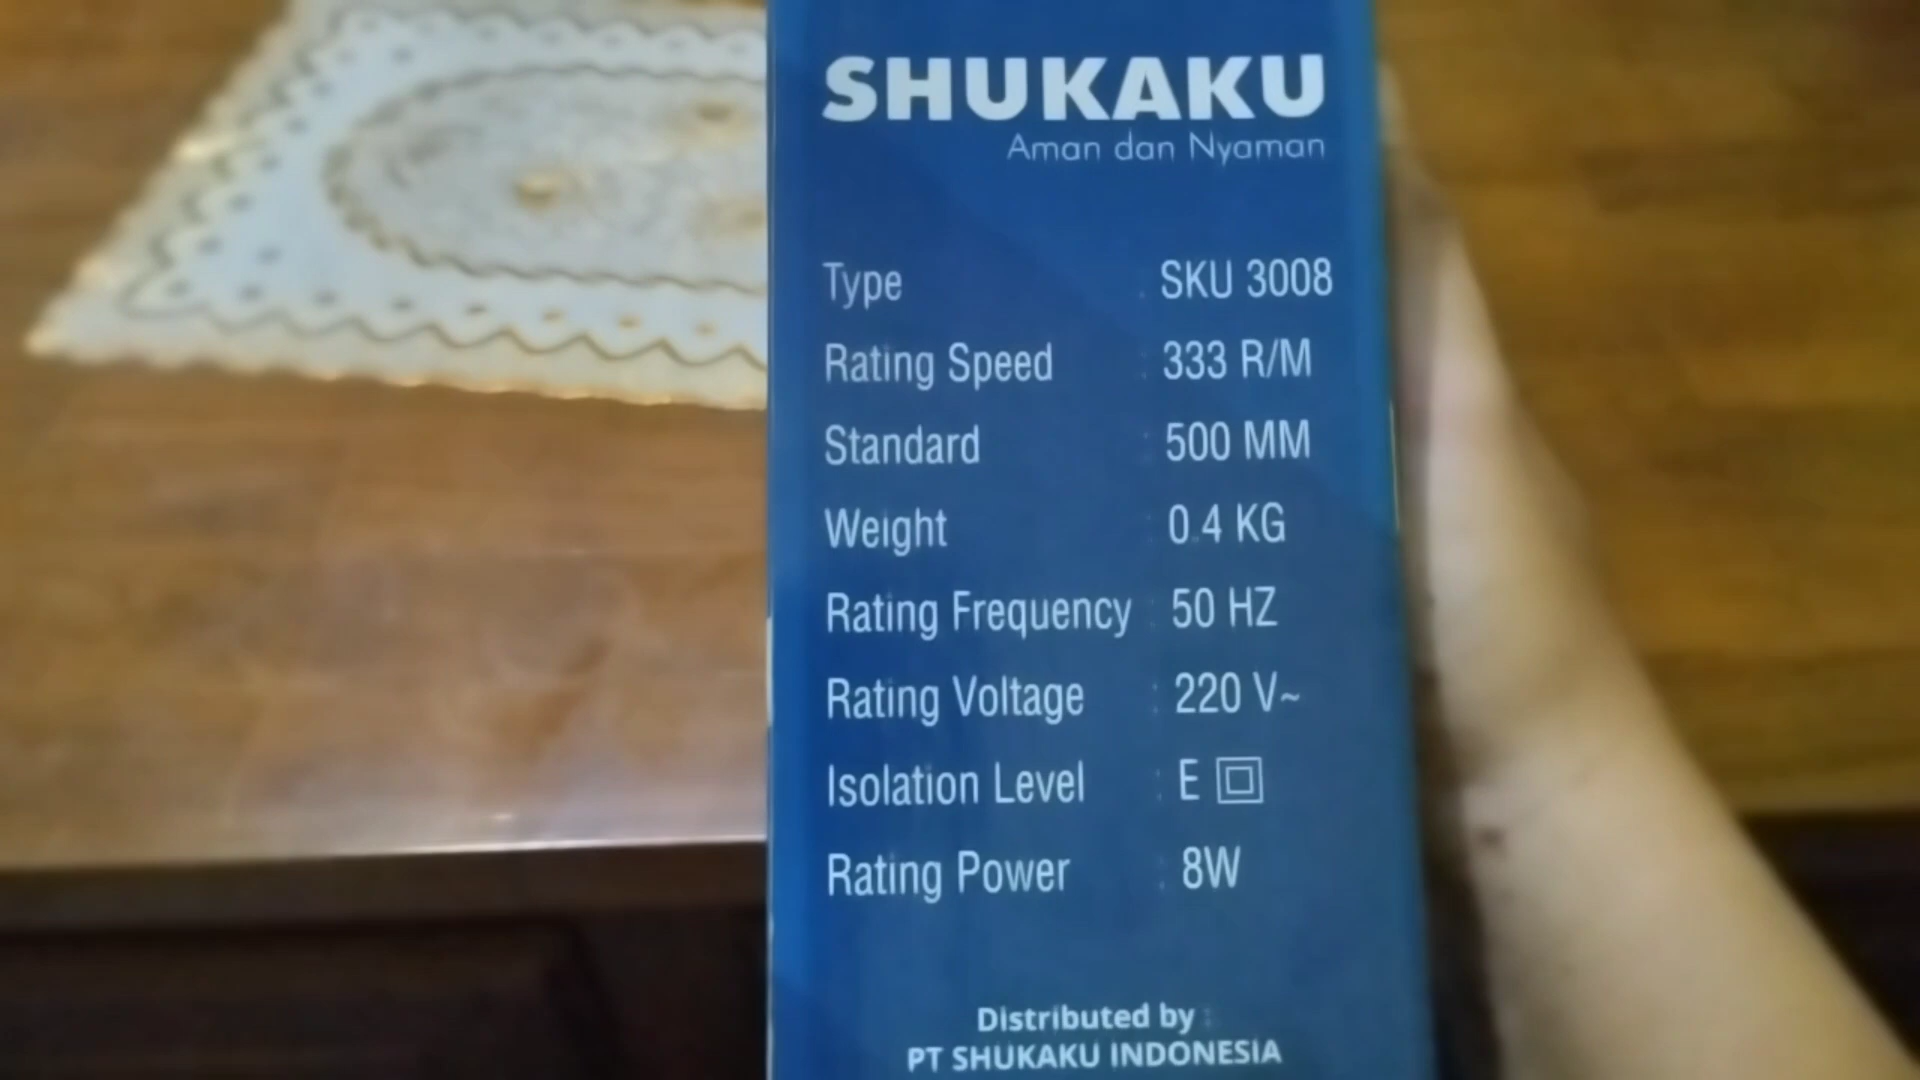 SHUKAKU
Aman dan Nyaman
Type : SKU 3008
Rating Speed : 333 R/M
Standard : 500 MM
Weight : 0.4 KG
Rating Frequency : 50 HZ
Rating Voltage : 220 V~
Isolation Level : E
Rating Power : 8W
Distributed by :
PT SHUKAKU INDONESIA